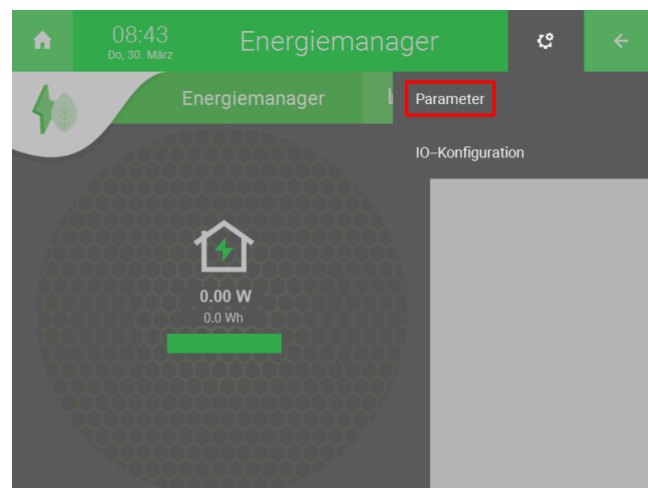 08:43
Do, 30. März
Energiemanager
Energiemanager
Parameter
IO-Konfiguration
0.00 W
0.0 Wh